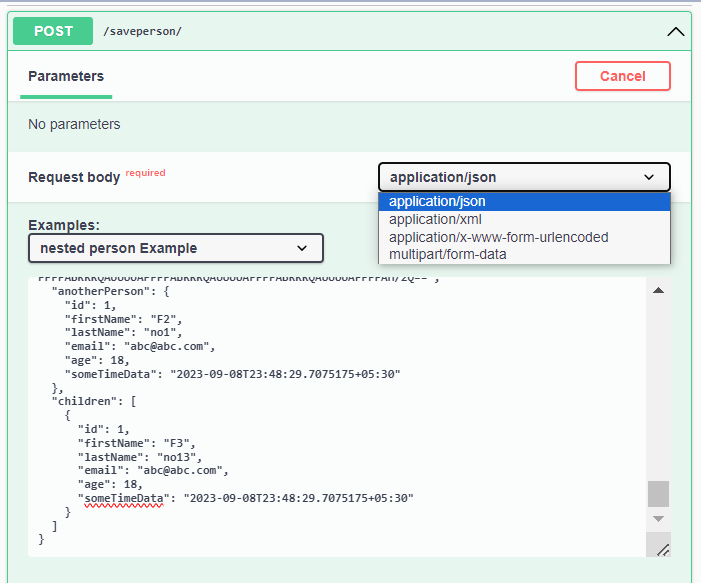 POST /saveperson/
Parameters
Cancel
No parameters
Request body required
application/json
application/json
application/xml
application/x-www-form-urlencoded
multipart/form-data
Examples:
nested person Example
"anotherPerson": {
"id": 1,
"firstName": "F2",
"lastName": "no1",
"email": "abc@abc.com",
"age": 18,
"someTimeData": "2023-09-08T23:48:29.7075175+05:30"
},
"children": [
{
"id": 1,
"firstName": "F3",
"lastName": "no13",
"email": "abc@abc.com",
"age": 18,
"someTimeData": "2023-09-08T23:48:29.7075175+05:30"
}
]
}